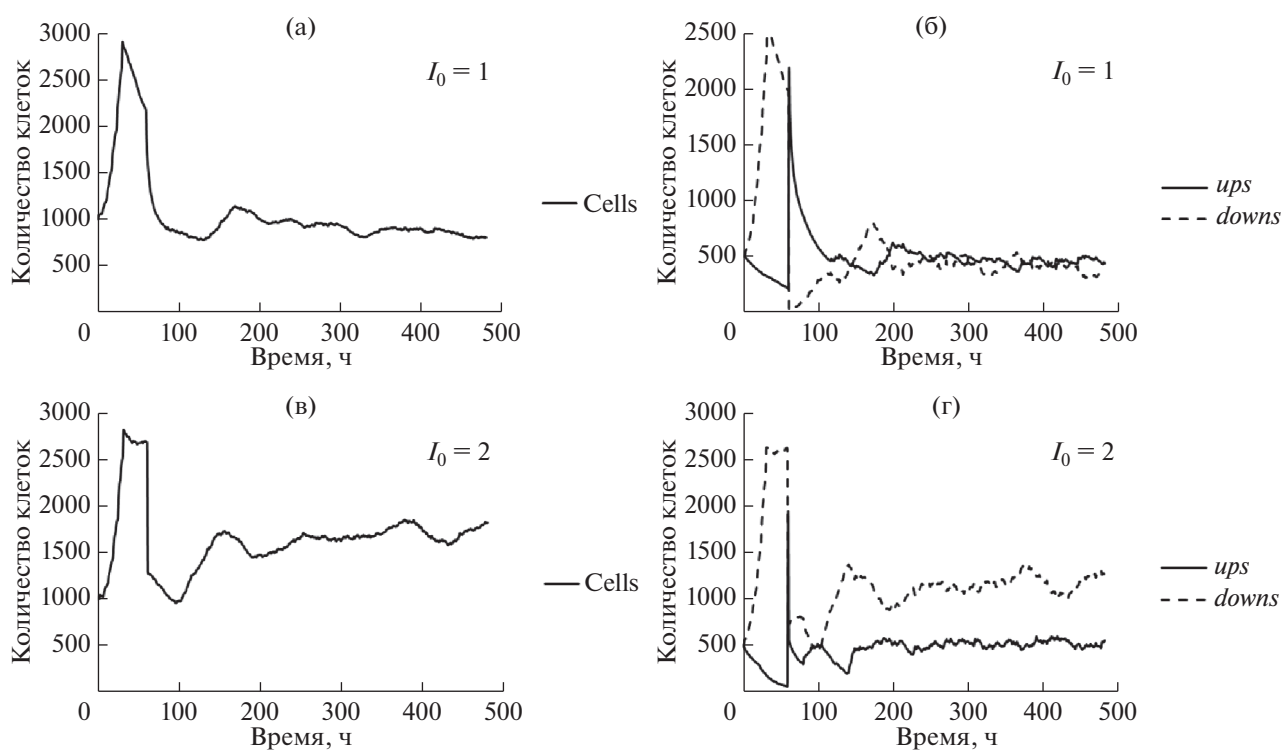 (а)
I₀ = 1
Количество клеток
3000
2500
2000
1500
1000
500
0
100
200
300
400
500
Время, ч
Cells
(б)
I₀ = 1
Количество клеток
2500
2000
1500
1000
500
0
100
200
300
400
500
Время, ч
ups
downs
(в)
I₀ = 2
Количество клеток
3000
2500
2000
1500
1000
500
0
100
200
300
400
500
Время, ч
Cells
(г)
I₀ = 2
Количество клеток
3000
2500
2000
1500
1000
500
0
100
200
300
400
500
Время, ч
ups
downs